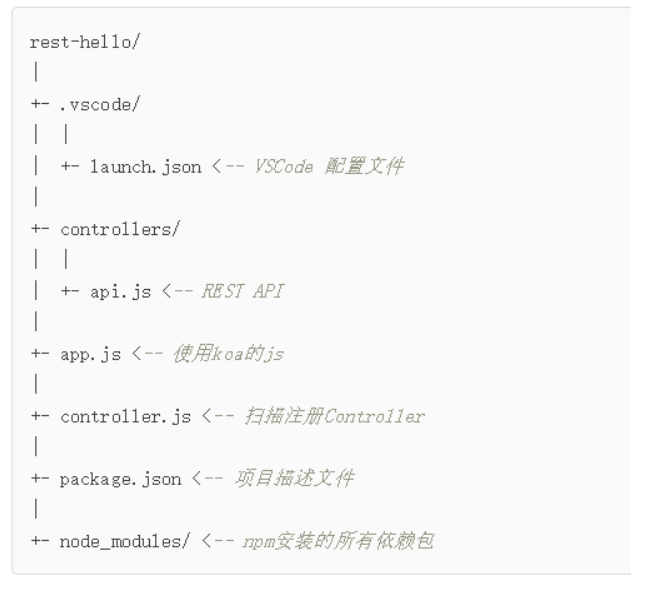 rest-hello/
|
+- .vscode/
|  |
|  +- launch.json <-- VSCode 配置文件
|
+- controllers/
|  |
|  +- api.js <-- REST API
|
+- app.js <-- 使用koa的js
|
+- controller.js <-- 扫描注册Controller
|
+- package.json <-- 项目描述文件
|
+- node_modules/ <-- npm安装的所有依赖包